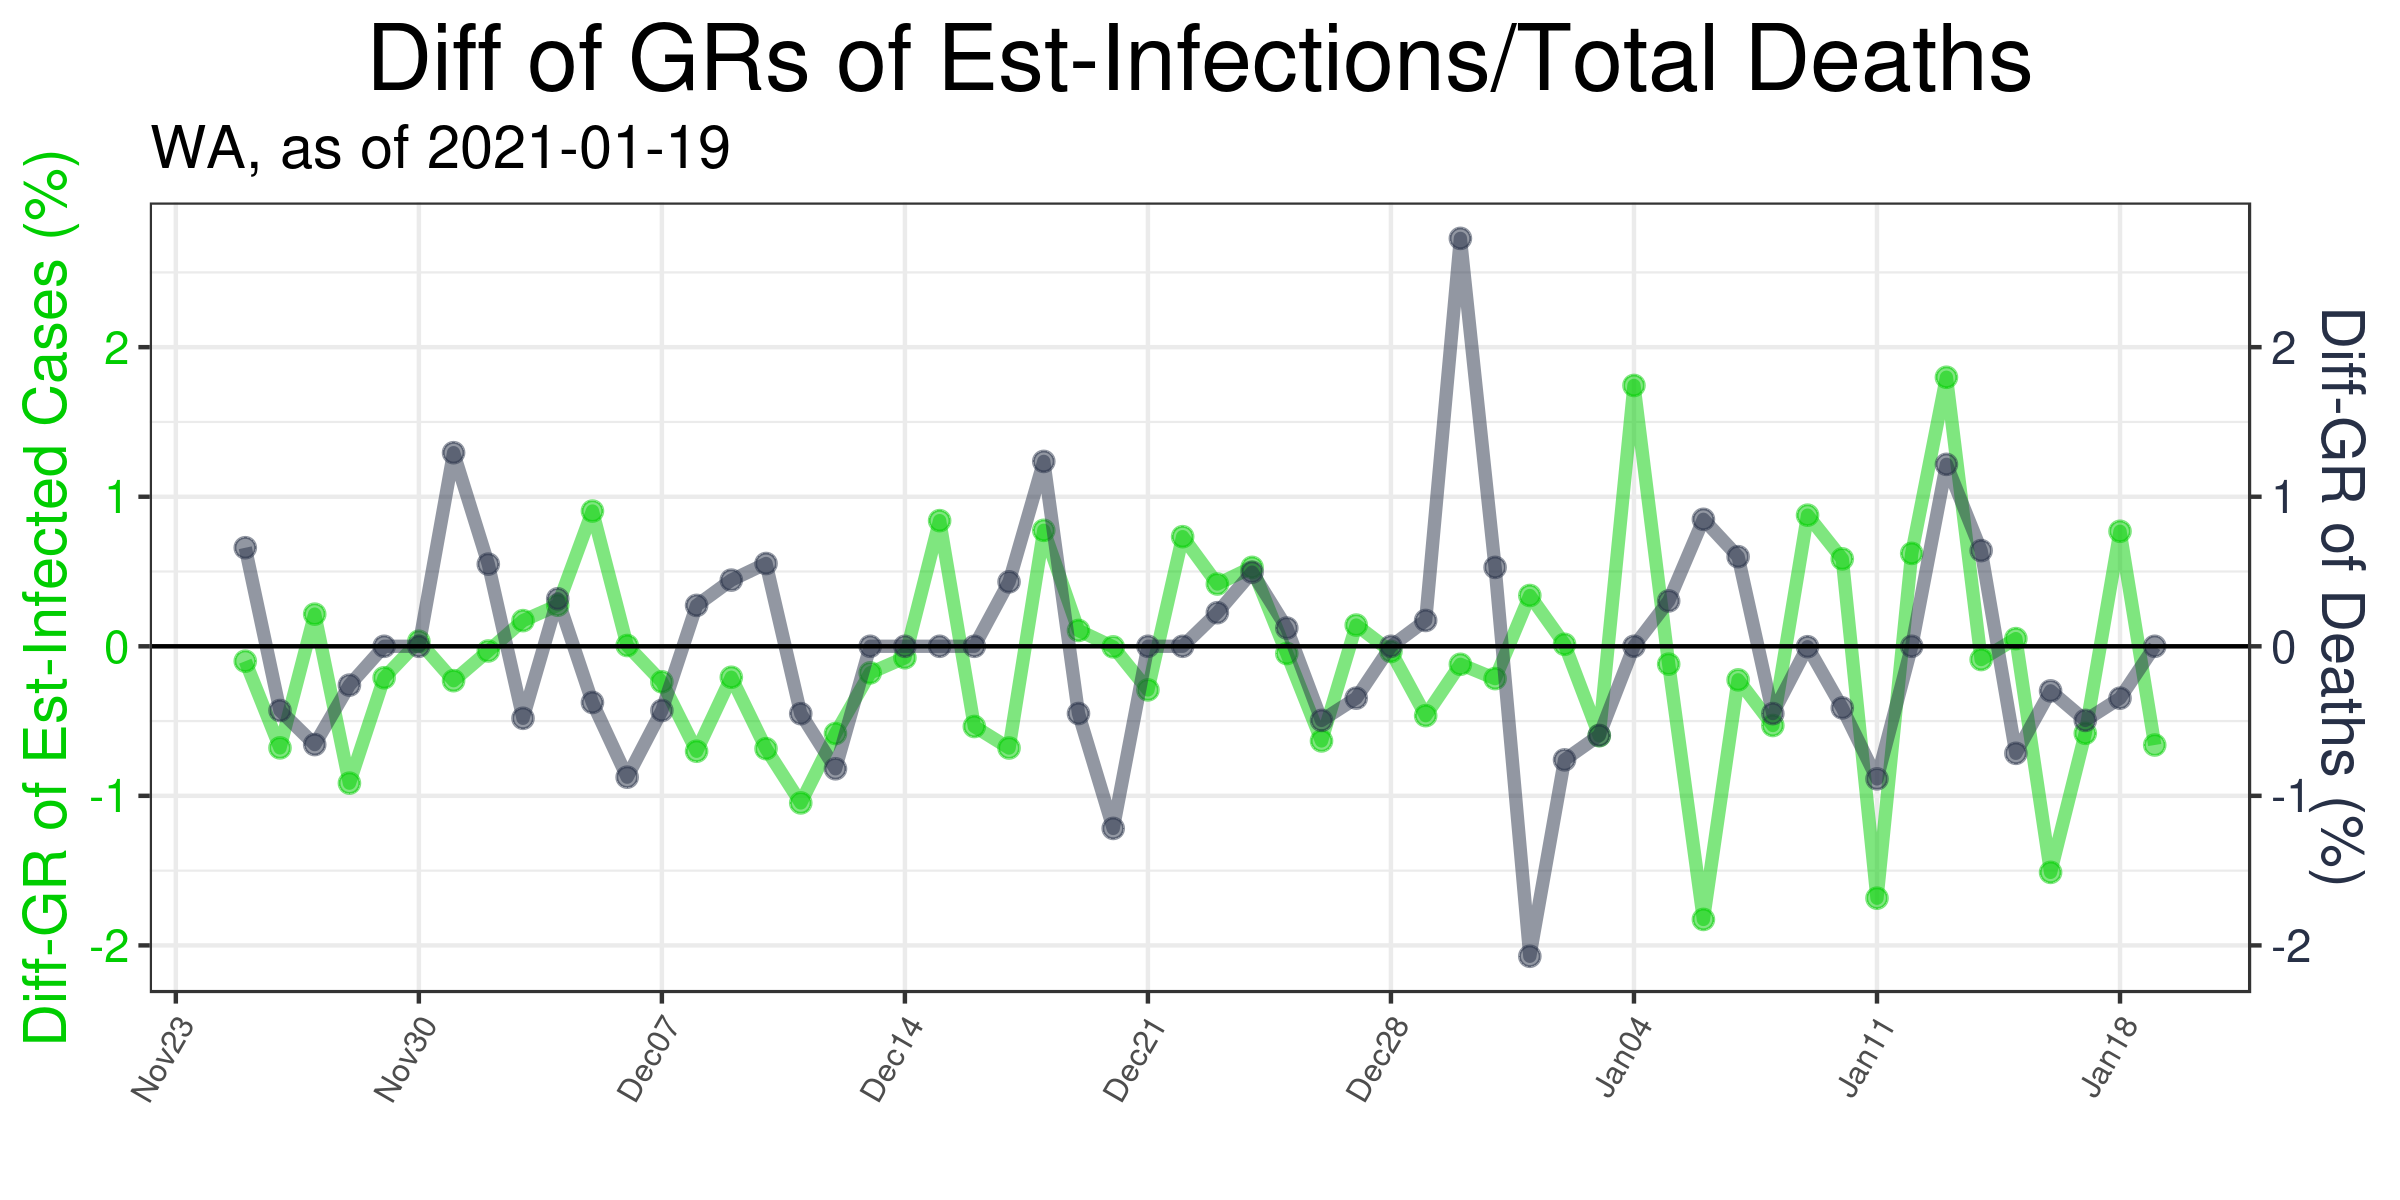 Diff of GRs of Est-Infections/Total Deaths
WA, as of 2021-01-19
Diff-GR of Est-Infected Cases (%)
2
1
0
-1
-2
2
1
0
-1
-2
Diff-GR of Deaths (%)
Nov23
Nov30
Dec07
Dec14
Dec21
Dec28
Jan04
Jan11
Jan18